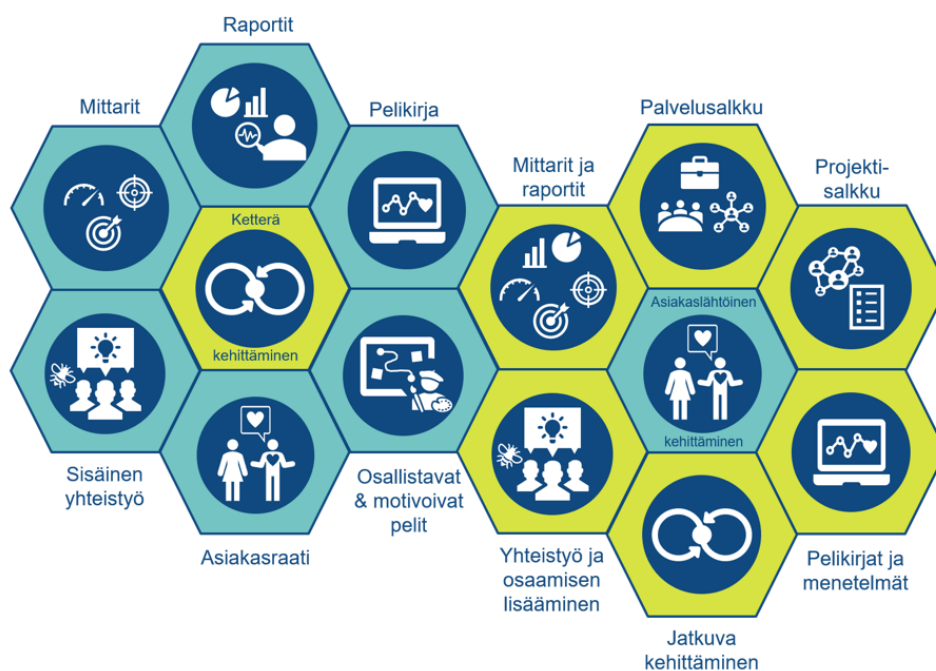 Raportit
Mittarit
Pelikirja
Ketterä
kehittäminen
Sisäinen
yhteistyö
Asiakasraati
Osallistavat
& motivoivat
pelit
Palvelusalkku
Mittarit ja
raportit
Projekti-
salkku
Asiakaslähtöinen
kehittäminen
Yhteistyö ja
osaamisen
lisääminen
Pelikirjat ja
menetelmät
Jatkuva
kehittäminen